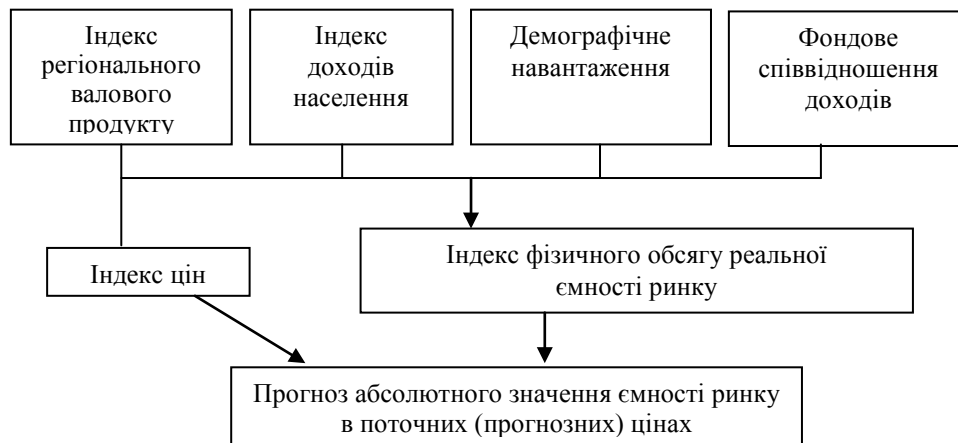 Індекс
регіонального
валового
продукту
Індекс
доходів
населення
Демографічне
навантаження
Фондове
співвідношення
доходів
Індекс цін
Індекс фізичного обсягу реальної
ємності ринку
Прогноз абсолютного значення ємності ринку
в поточних (прогнозних) цінах